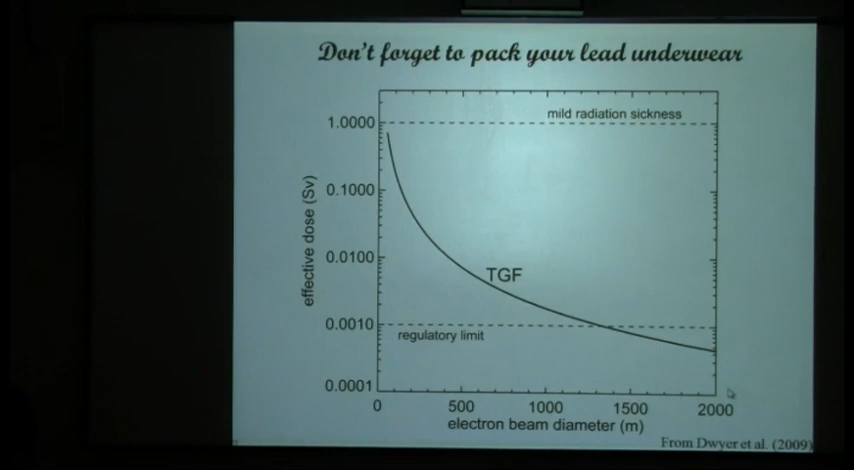 Don't forget to pack your lead underwear
mild radiation sickness
1.0000
0.1000
0.0100
0.0010
0.0001
effective dose (Sv)
TGF
regulatory limit
0
500
1000
1500
2000
electron beam diameter (m)
From Dwyer et al. (2009)